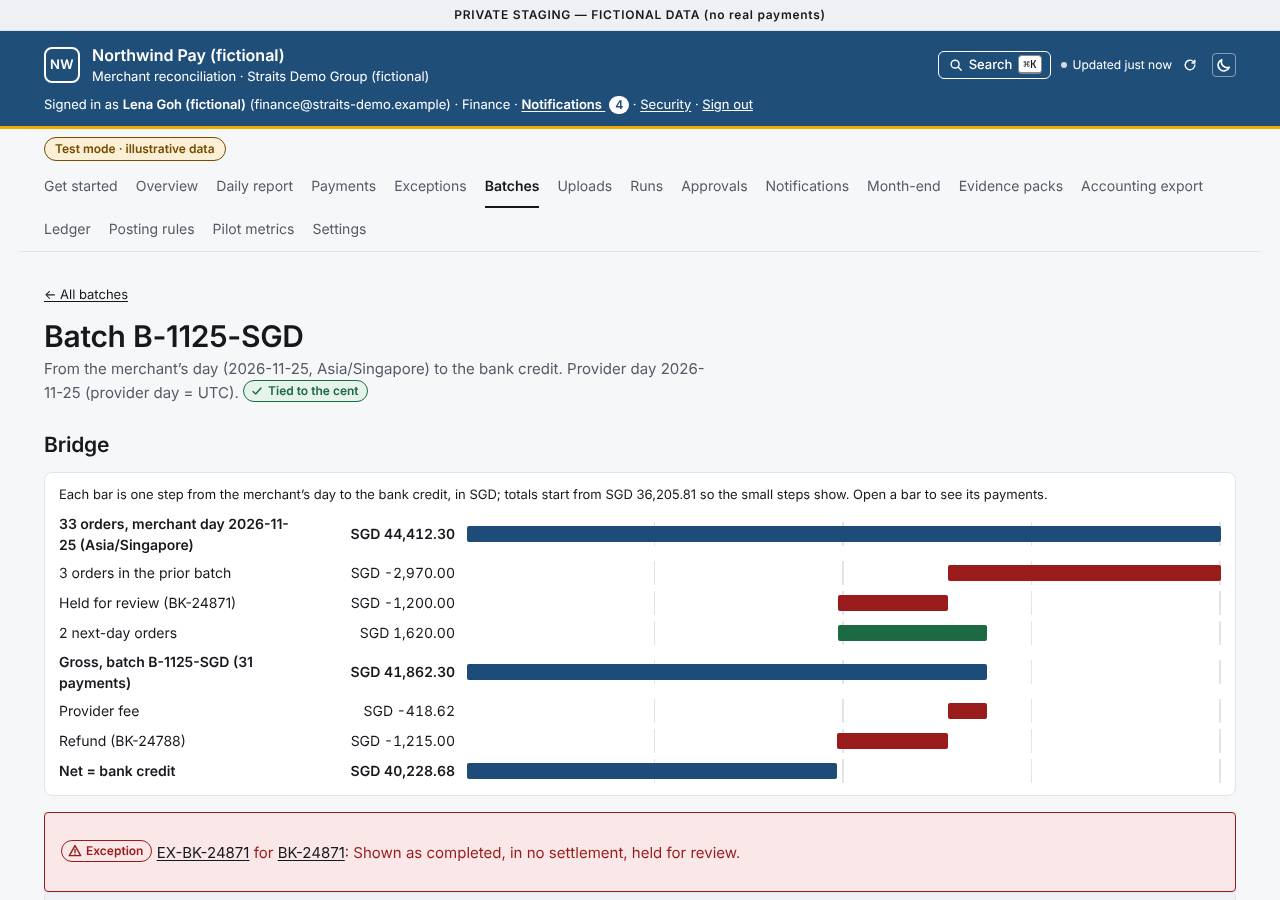 PRIVATE STAGING — FICTIONAL DATA (no real payments)
NW
Northwind Pay (fictional)
Merchant reconciliation · Straits Demo Group (fictional)
Search ⌘K
Updated just now
Signed in as Lena Goh (fictional) (finance@straits-demo.example) · Finance · Notifications 4 · Security · Sign out
Test mode · illustrative data
Get started Overview Daily report Payments Exceptions Batches Uploads Runs Approvals Notifications Month-end Evidence packs Accounting export
Ledger Posting rules Pilot metrics Settings
← All batches
Batch B-1125-SGD
From the merchant’s day (2026-11-25, Asia/Singapore) to the bank credit. Provider day 2026-
11-25 (provider day = UTC). Tied to the cent
Bridge
Each bar is one step from the merchant’s day to the bank credit, in SGD; totals start from SGD 36,205.81 so the small steps show. Open a bar to see its payments.
33 orders, merchant day 2026-11-
25 (Asia/Singapore)
SGD 44,412.30
3 orders in the prior batch SGD -2,970.00
Held for review (BK-24871) SGD -1,200.00
2 next-day orders SGD 1,620.00
Gross, batch B-1125-SGD (31
payments)
SGD 41,862.30
Provider fee SGD -418.62
Refund (BK-24788) SGD -1,215.00
Net = bank credit SGD 40,228.68
Exception EX-BK-24871 for BK-24871: Shown as completed, in no settlement, held for review.